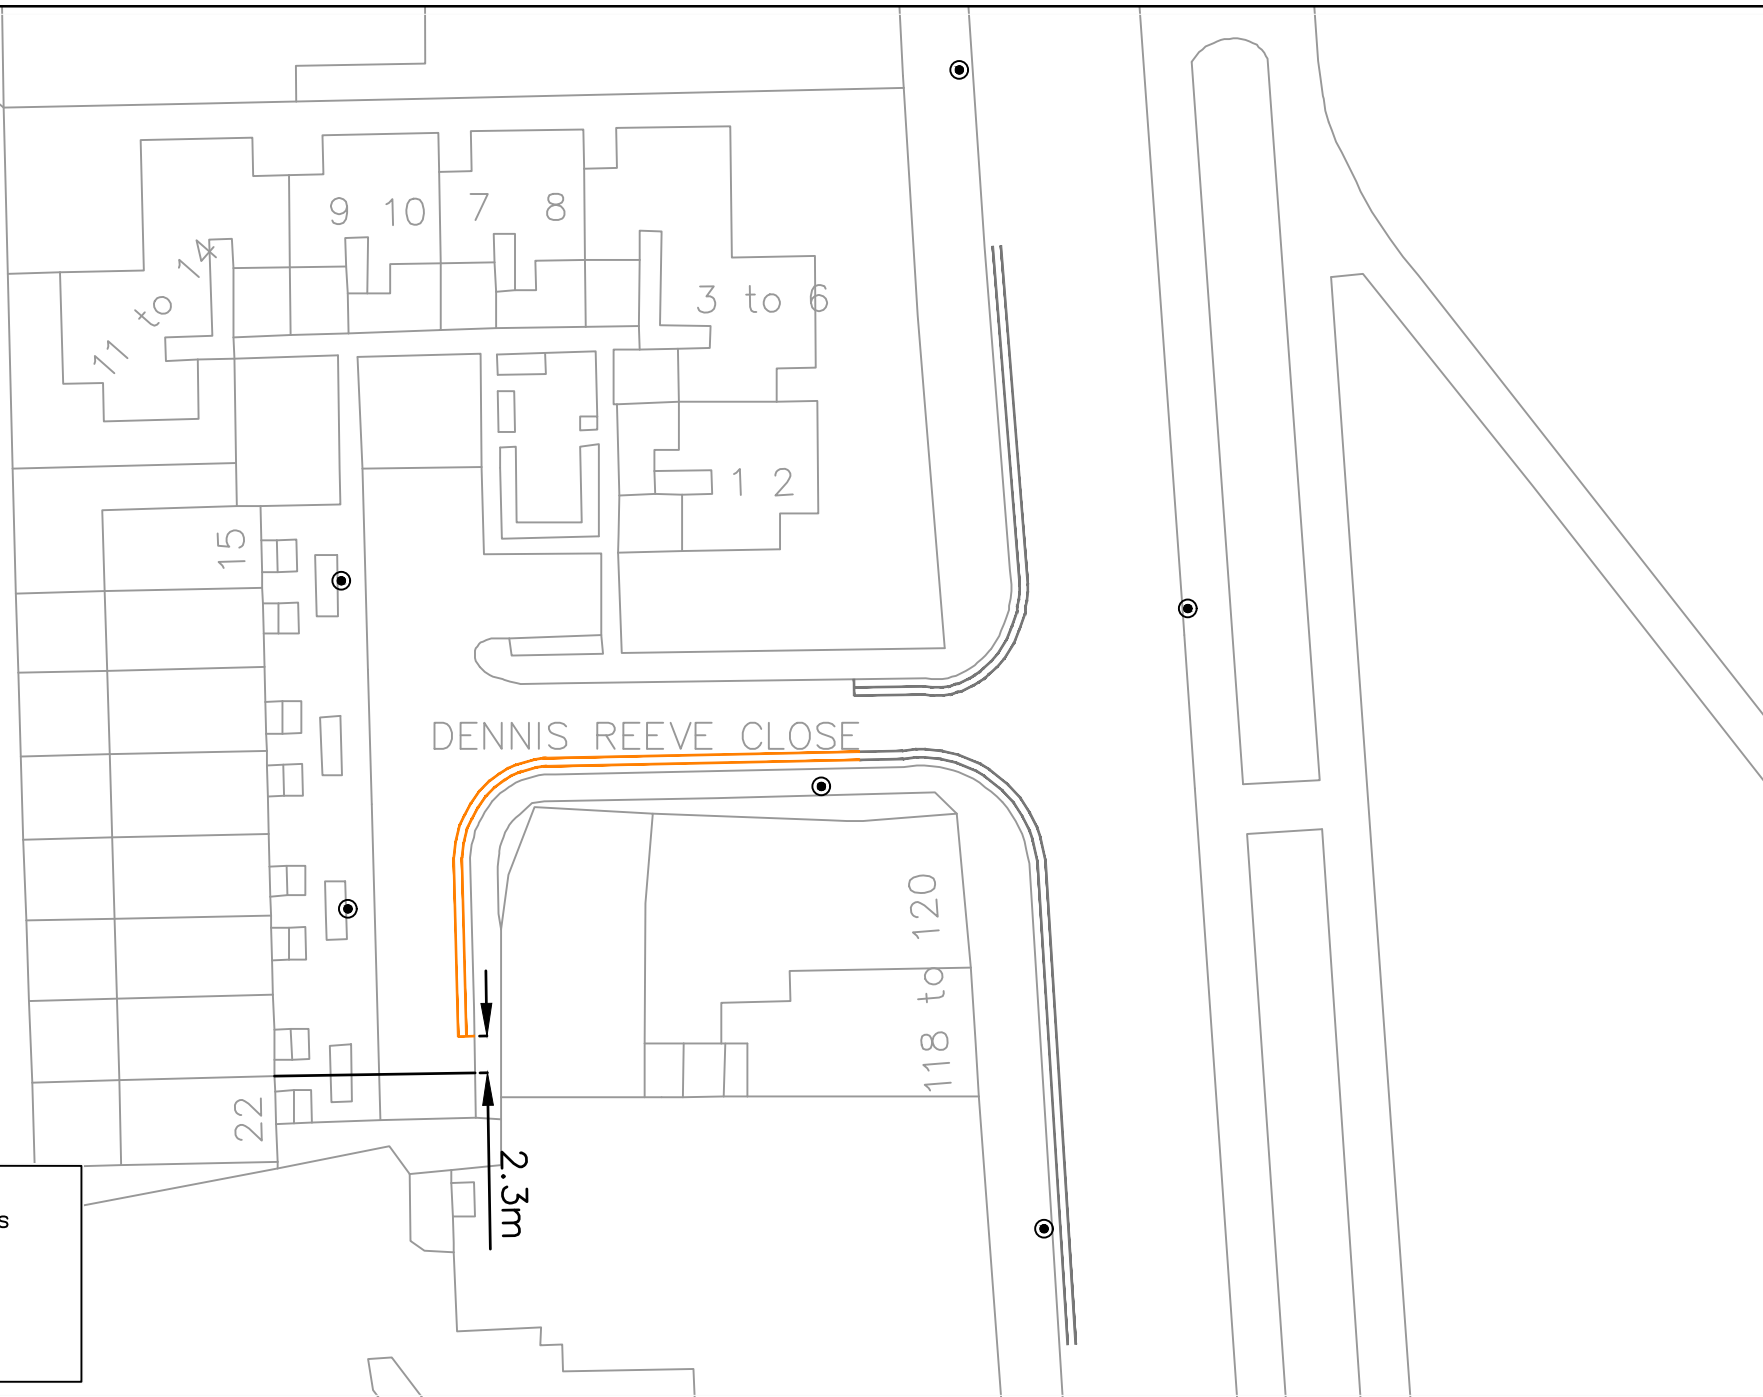 9 10 7 8
11 to 14
3 to 6
1 2
15
DENNIS REEVE CLOSE
118 to 120
22
2.3m
s